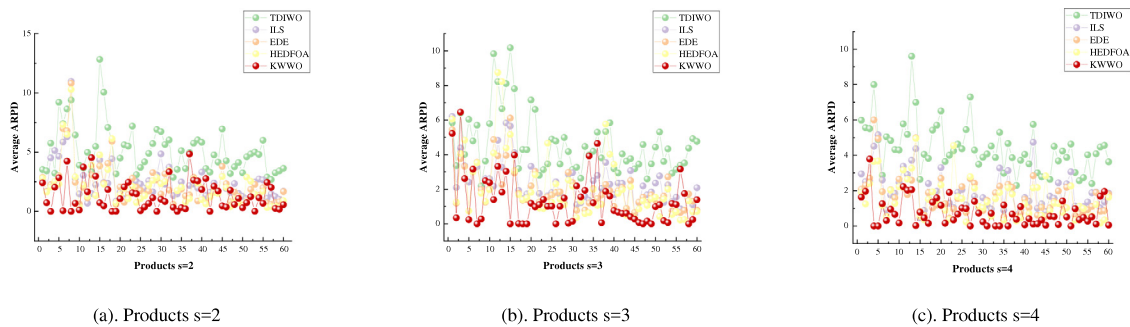 TDIWO
ILS
EDE
HEDFOA
KWWO
15
10
5
0
Average ARPD
0 5 10 15 20 25 30 35 40 45 50 55 60
Products s=2
(a). Products s=2
TDIWO
ILS
EDE
HEDFOA
KWWO
10
8
6
4
2
0
Average ARPD
0 5 10 15 20 25 30 35 40 45 50 55 60
Products s=3
(b). Products s=3
TDIWO
ILS
EDE
HEDFOA
KWWO
10
8
6
4
2
0
Average ARPD
0 5 10 15 20 25 30 35 40 45 50 55 60
Products s=4
(c). Products s=4